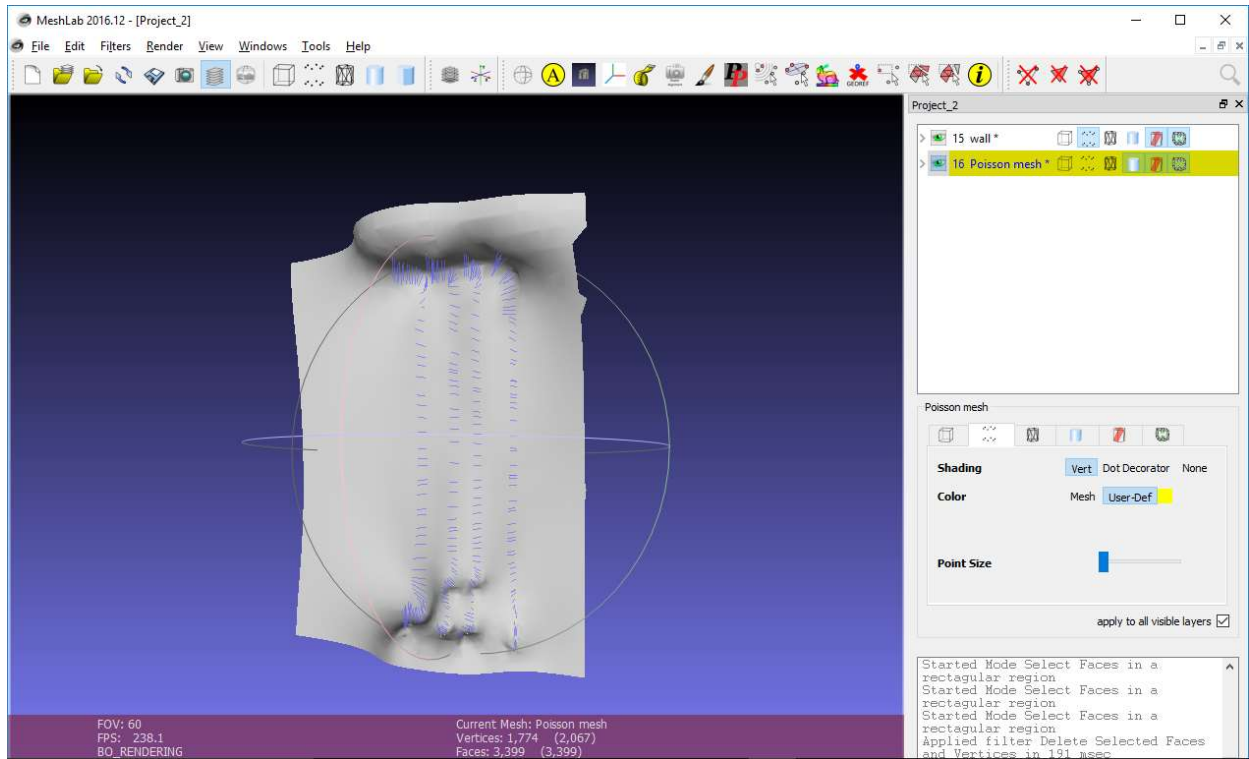 MeshLab 2016.12 - [Project_2]
File Edit Filters Render View Windows Tools Help
A PP GEOREF i
Project_2
15 wall *
16 Poisson mesh *
Poisson mesh
Shading Vert Dot Decorator None
Color Mesh User-Def
Point Size
apply to all visible layers
Started Mode Select Faces in a
rectagular region
Started Mode Select Faces in a
rectagular region
Started Mode Select Faces in a
rectagular region
Applied filter Delete Selected Faces
and Vertices in 191 msec
FOV: 60
FPS: 238.1
BO_RENDERING
Current Mesh: Poisson mesh
Vertices: 1,774 (2,067)
Faces: 3,399 (3,399)